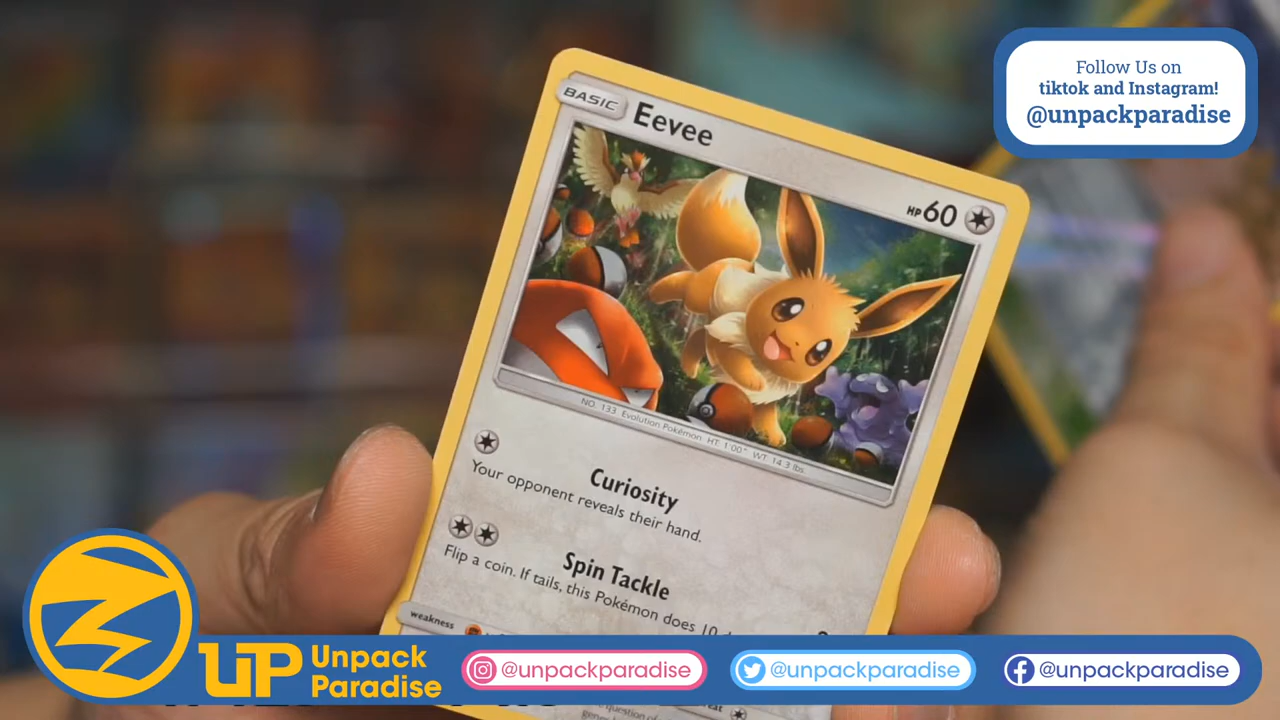 Follow Us on
tiktok and Instagram!
@unpackparadise
BASIC
Eevee
HP 60
NO. 133 Evolution Pokémon HT: 1'00" WT: 14.3 lbs.
Curiosity
Your opponent reveals their hand.
Spin Tackle
Flip a coin. If tails, this Pokémon does 10
weakness
UP Unpack
Paradise
@unpackparadise
@unpackparadise
@unpackparadise